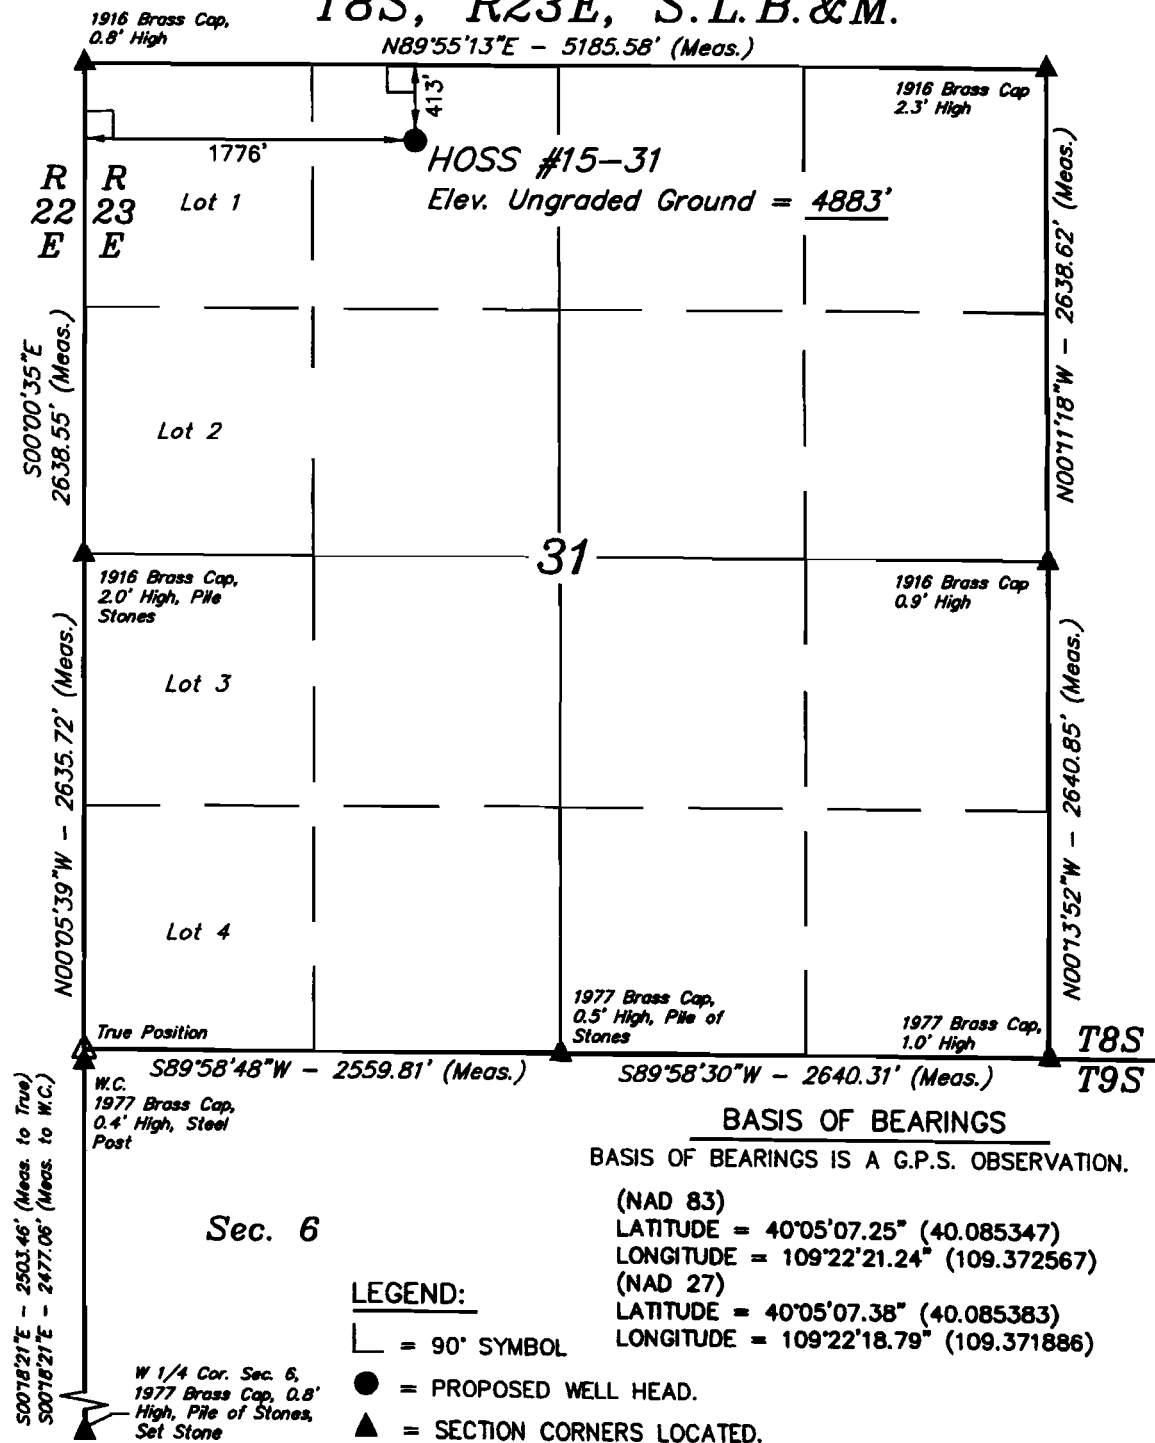 T8S, R23E, S.L.B.&M.
1916 Brass Cap,
0.8' High
N89°55'13"E - 5185.58' (Meas.)
1916 Brass Cap
2.3' High
413'
1776'
HOSS #15-31
Elev. Ungraded Ground = 4883'
R R
22 23
E E
Lot 1
N00°11'18"W - 2638.62' (Meas.)
S00°00'35"E
2638.55' (Meas.)
Lot 2
31
1916 Brass Cap,
2.0' High, Pile
Stones
1916 Brass Cap
0.9' High
N00°05'39"W - 2635.72' (Meas.)
Lot 3
N00°13'52"W - 2640.85' (Meas.)
Lot 4
1977 Brass Cap,
0.5' High, Pile of
Stones
1977 Brass Cap,
1.0' High
True Position
T8S
T9S
S89°58'48"W - 2559.81' (Meas.)
S89°58'30"W - 2640.31' (Meas.)
W.C.
1977 Brass Cap,
0.4' High, Steel
Post
S00°18'21"E - 2503.46' (Meas. to True)
S00°18'21"E - 2477.06' (Meas. to W.C.)
BASIS OF BEARINGS
BASIS OF BEARINGS IS A G.P.S. OBSERVATION.
Sec. 6
(NAD 83)
LATITUDE = 40°05'07.25" (40.085347)
LONGITUDE = 109°22'21.24" (109.372567)
(NAD 27)
LATITUDE = 40°05'07.38" (40.085383)
LONGITUDE = 109°22'18.79" (109.371886)
LEGEND:
= 90° SYMBOL
= PROPOSED WELL HEAD.
= SECTION CORNERS LOCATED.
W 1/4 Cor. Sec. 6,
1977 Brass Cap, 0.8'
High, Pile of Stones,
Set Stone